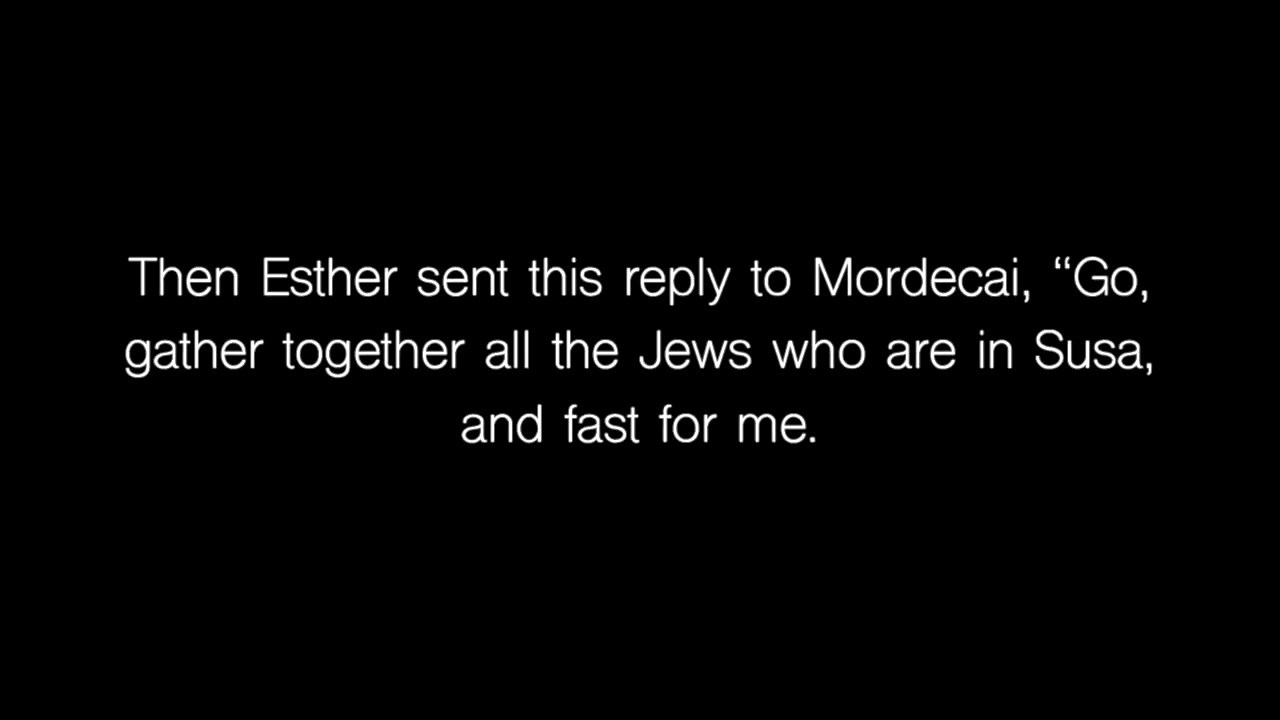 Then Esther sent this reply to Mordecai, “Go,
gather together all the Jews who are in Susa,
and fast for me.